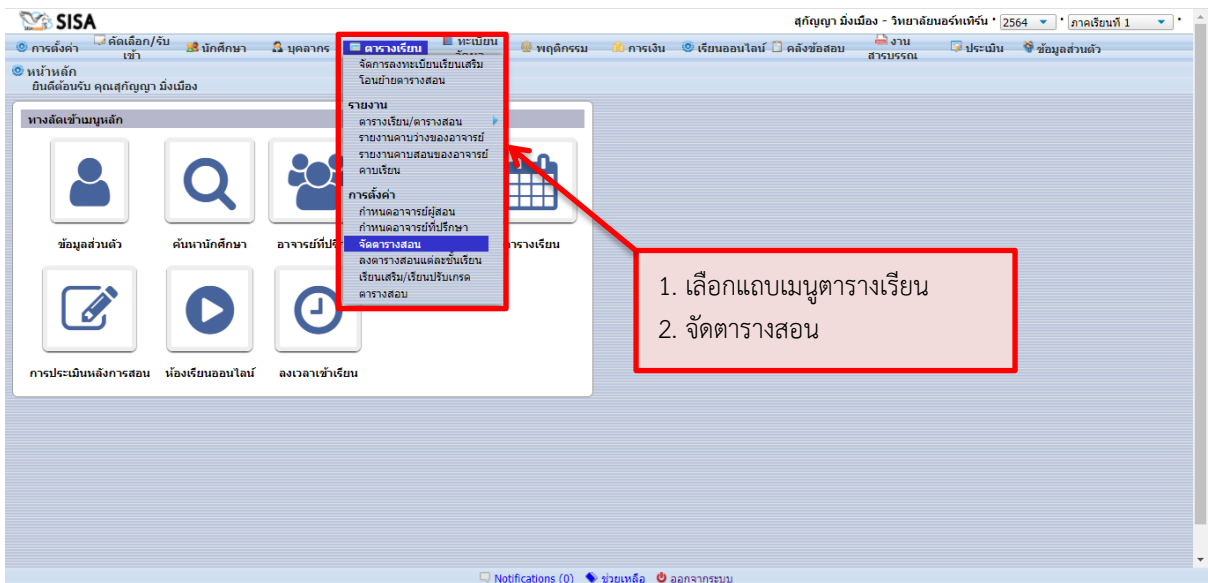 SISA
สุกัญญา มิ่งเมือง - วิทยาลัยนอร์ทเทิร์น
2564
ภาคเรียนที่ 1
การตั้งค่า
คัดเลือก/รับ
เข้า
นักศึกษา
บุคลากร
ตารางเรียน
ทะเบียน
พฤติกรรม
การเงิน
เรียนออนไลน์
คลังข้อสอบ
งาน
สารบรรณ
ประเมิน
ข้อมูลส่วนตัว
หน้าหลัก
ยินดีต้อนรับ คุณสุกัญญา มิ่งเมือง
จัดการลงทะเบียนเรียนเสริม
โอนย้ายตารางสอน
รายงาน
ตารางเรียน/ตารางสอน
รายงานคาบว่างของอาจารย์
รายงานคาบสอนของอาจารย์
คาบเรียน
การตั้งค่า
กำหนดอาจารย์ผู้สอน
กำหนดอาจารย์ที่ปรึกษา
จัดตารางสอน
ลงตารางสอนแต่ละชั้นเรียน
เรียนเสริม/เรียนปรับเกรด
ตารางสอบ
ทางลัดเข้าเมนูหลัก
ข้อมูลส่วนตัว
ค้นหานักศึกษา
อาจารย์ที่ปรึ
ารางเรียน
การประเมินหลังการสอน
ห้องเรียนออนไลน์
ลงเวลาเข้าเรียน
1. เลือกแถบเมนูตารางเรียน
2. จัดตารางสอน
Notifications (0)
ช่วยเหลือ
ออกจากระบบ